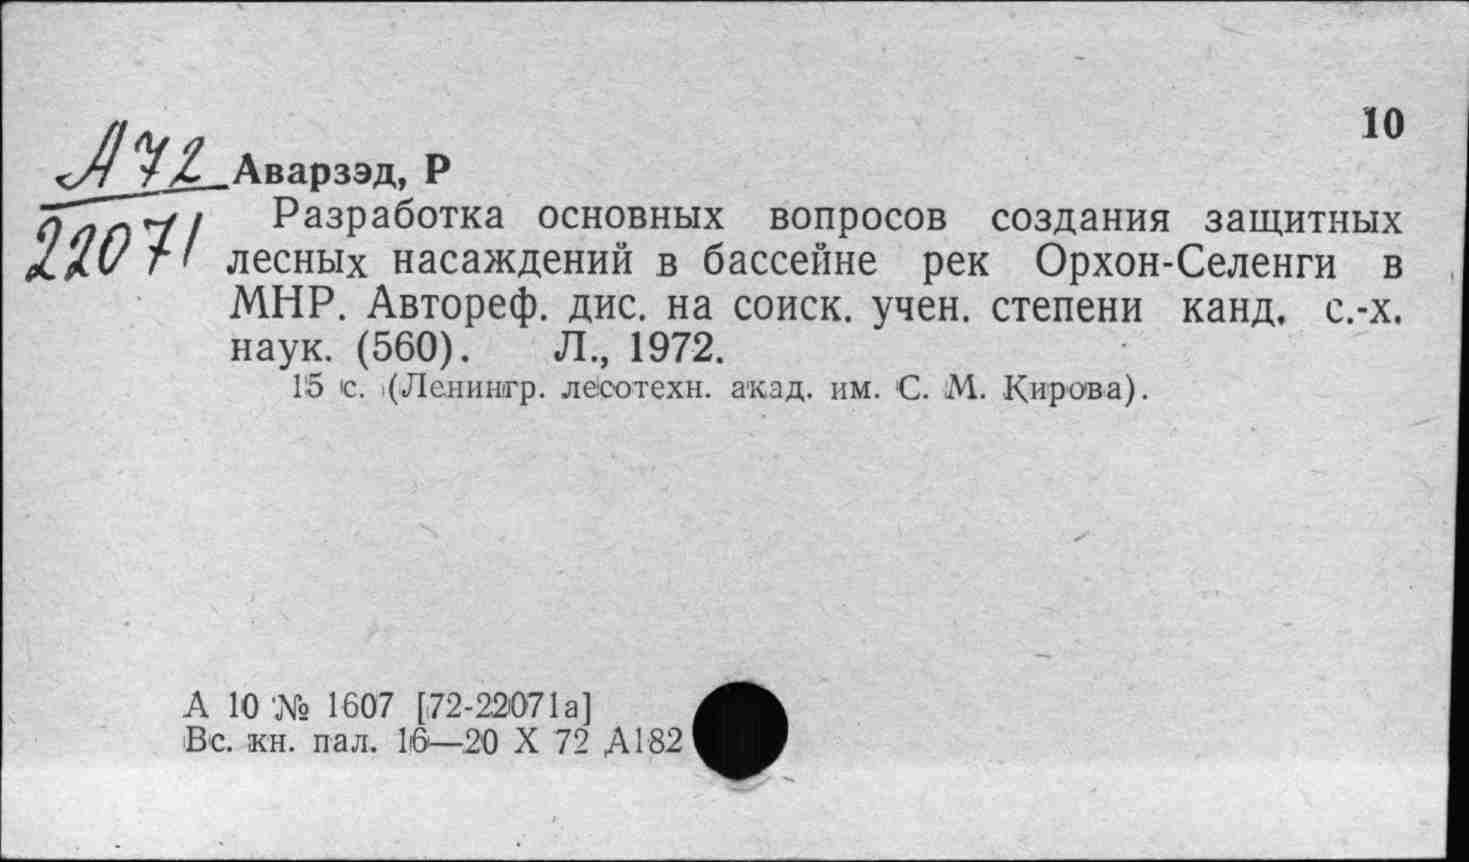 10
А72
22071
Аварзэд, Р
Разработка основных вопросов создания защитных
лесных насаждений в бассейне рек Орхон-Селенги в
МНР. Автореф. дис. на соиск. учен. степени канд. с.-х.
наук. (560). Л., 1972.
15 с. (Ленингр. лесотехн. акад. им. С. М. Кирова).
А 10 № 1607 [72-22071а]
Вс. кн. пал. 16—20 X 72 А182